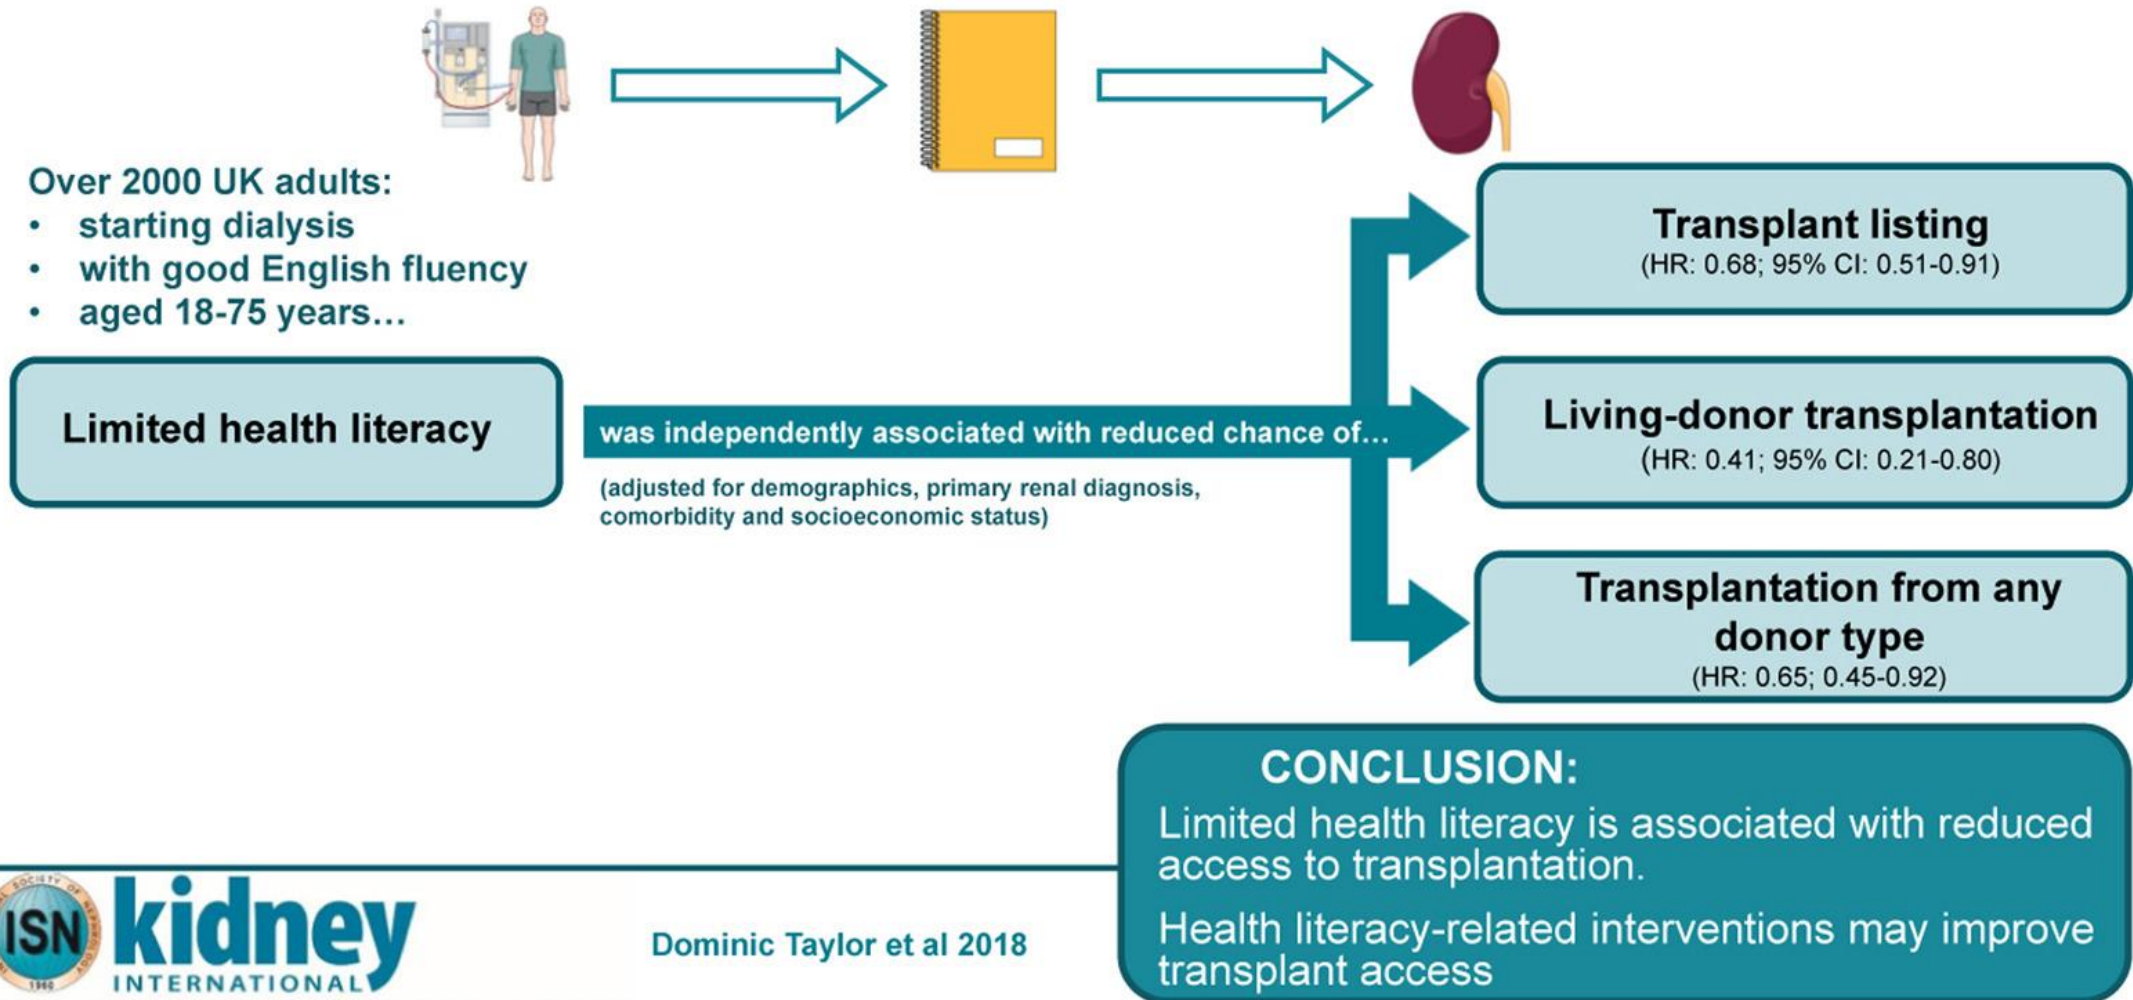 Over 2000 UK adults:
• starting dialysis
• with good English fluency
• aged 18-75 years...
Limited health literacy
was independently associated with reduced chance of...
(adjusted for demographics, primary renal diagnosis,
comorbidity and socioeconomic status)
Transplant listing
(HR: 0.68; 95% CI: 0.51-0.91)
Living-donor transplantation
(HR: 0.41; 95% CI: 0.21-0.80)
Transplantation from any
donor type
(HR: 0.65; 0.45-0.92)
CONCLUSION:
Limited health literacy is associated with reduced
access to transplantation.
Health literacy-related interventions may improve
transplant access
SOCIETY OF NEPHROLOGY
ISN
1960
kidney
INTERNATIONAL
Dominic Taylor et al 2018